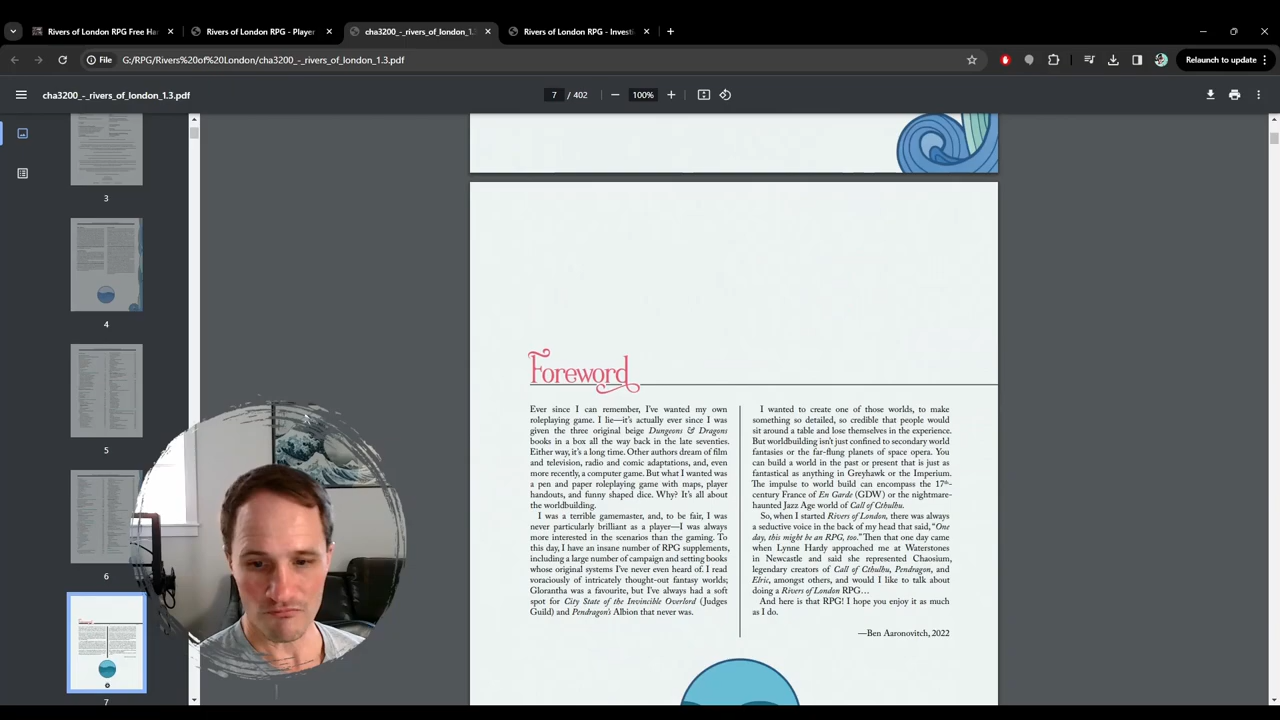 Rivers of London RPG Free Ha
Rivers of London RPG - Player
cha3200_-_rivers_of_london_1.3
Rivers of London RPG - Investi
File
G:/RPG/Rivers%20of%20London/cha3200_-_rivers_of_london_1.3.pdf
Relaunch to update
cha3200_-_rivers_of_london_1.3.pdf
7 / 402
100%
3
4
5
6
7
Foreword
Ever since I can remember, I've wanted my own
roleplaying game. I lie—it's actually ever since I was
given the three original beige Dungeons & Dragons
books in a box all the way back in the late seventies.
Either way, it's a long time. Other authors dream of film
and television, radio and comic adaptations, and, even
more recently, a computer game. But what I wanted was
a pen and paper roleplaying game with maps, player
handouts, and funny shaped dice. Why? It's all about
the worldbuilding.
I was a terrible gamemaster, and, to be fair, I was
never particularly brilliant as a player—I was always
more interested in the scenarios than the gaming. To
this day, I have an insane number of RPG supplements,
including a large number of campaign and setting books
whose original systems I've never even heard of. I read
voraciously of intricately thought-out fantasy worlds;
Glorantha was a favourite, but I've always had a soft
spot for City State of the Invincible Overlord (Judges
Guild) and Pendragon's Albion that never was.
I wanted to create one of those worlds, to make
something so detailed, so credible that people would
sit around a table and lose themselves in the experience.
But worldbuilding isn't just confined to secondary world
fantasies or the far-flung planets of space opera. You
can build a world in the past or present that is just as
fantastical as anything in Greyhawk or the Imperium.
The impulse to world build can encompass the 17th-
century France of En Garde (GDW) or the nightmare-
haunted Jazz Age world of Call of Cthulhu.
So, when I started Rivers of London, there was always
a seductive voice in the back of my head that said, “One
day, this might be an RPG, too.” Then that one day came
when Lynne Hardy approached me at Waterstones
in Newcastle and said she represented Chaosium,
legendary creators of Call of Cthulhu, Pendragon, and
Elric, amongst others, and would I like to talk about
doing a Rivers of London RPG…
And here is that RPG! I hope you enjoy it as much
as I do.
—Ben Aaronovitch, 2022